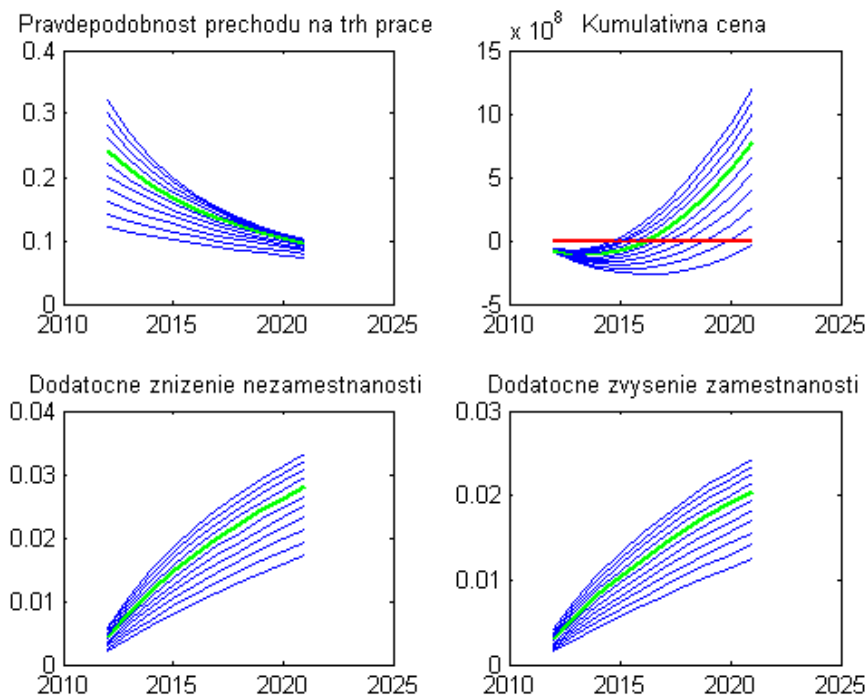 Pravdepodobnost prechodu na trh prace
0.4
0.3
0.2
0.1
0
2010 2015 2020 2025
x 10^8 Kumulativna cena
15
10
5
0
-5
2010 2015 2020 2025
Dodatocne znizenie nezamestnanosti
0.04
0.03
0.02
0.01
0
2010 2015 2020 2025
Dodatocne zvysenie zamestnanosti
0.03
0.02
0.01
0
2010 2015 2020 2025